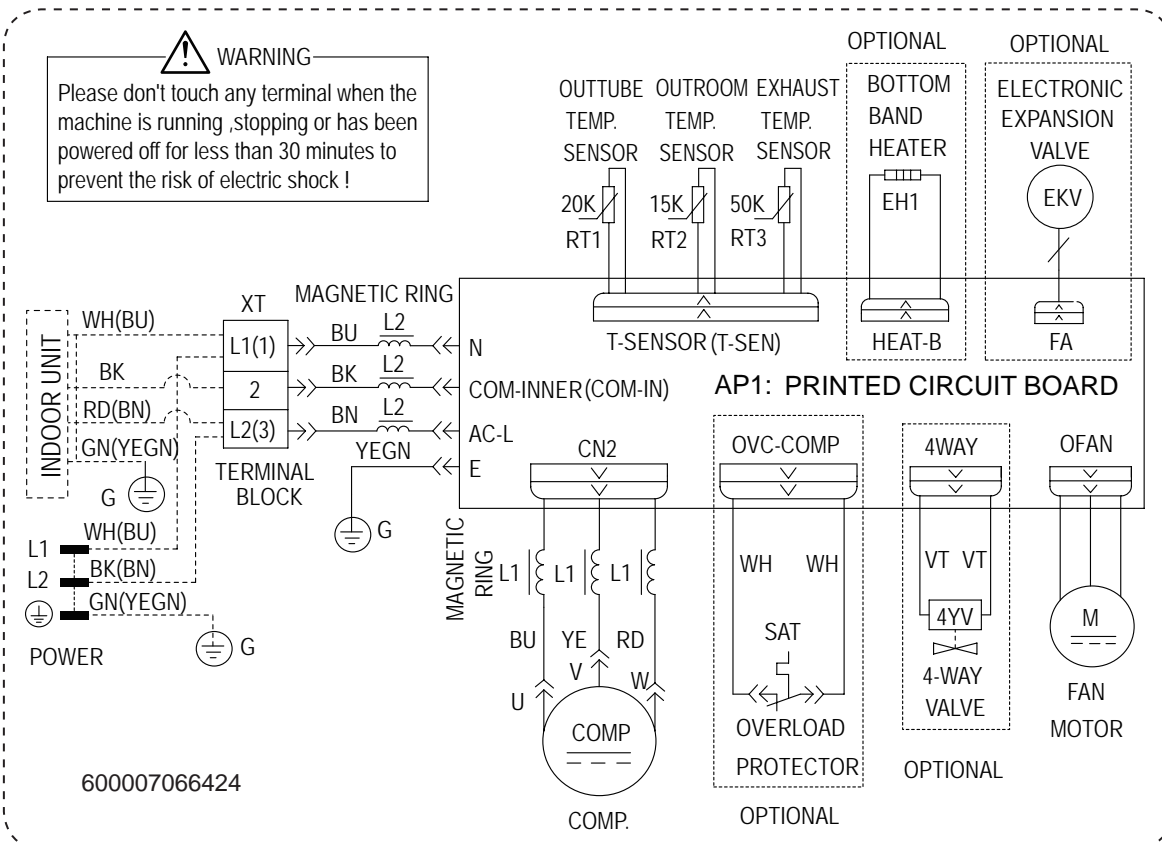 WARNING
Please don't touch any terminal when the
machine is running ,stopping or has been
powered off for less than 30 minutes to
prevent the risk of electric shock !
OUTTUBE
TEMP.
SENSOR
OUTROOM
TEMP.
SENSOR
EXHAUST
TEMP.
SENSOR
20K
RT1
15K
RT2
50K
RT3
OPTIONAL
BOTTOM
BAND
HEATER
EH1
OPTIONAL
ELECTRONIC
EXPANSION
VALVE
EKV
T-SENSOR (T-SEN)
HEAT-B
FA
AP1: PRINTED CIRCUIT BOARD
INDOOR UNIT
WH(BU)
BK
RD(BN)
GN(YEGN)
G
XT
L1(1)
2
L2(3)
TERMINAL
BLOCK
MAGNETIC RING
BU
L2
N
BK
L2
COM-INNER (COM-IN)
BN
L2
AC-L
YEGN
E
G
L1
WH(BU)
L2
BK(BN)
GN(YEGN)
G
POWER
CN2
MAGNETIC
RING
L1
L1
L1
BU
YE
RD
U
V
W
COMP
COMP.
OVC-COMP
WH
WH
SAT
OVERLOAD
PROTECTOR
OPTIONAL
4WAY
VT
VT
4YV
4-WAY
VALVE
OPTIONAL
OFAN
M
FAN
MOTOR
600007066424